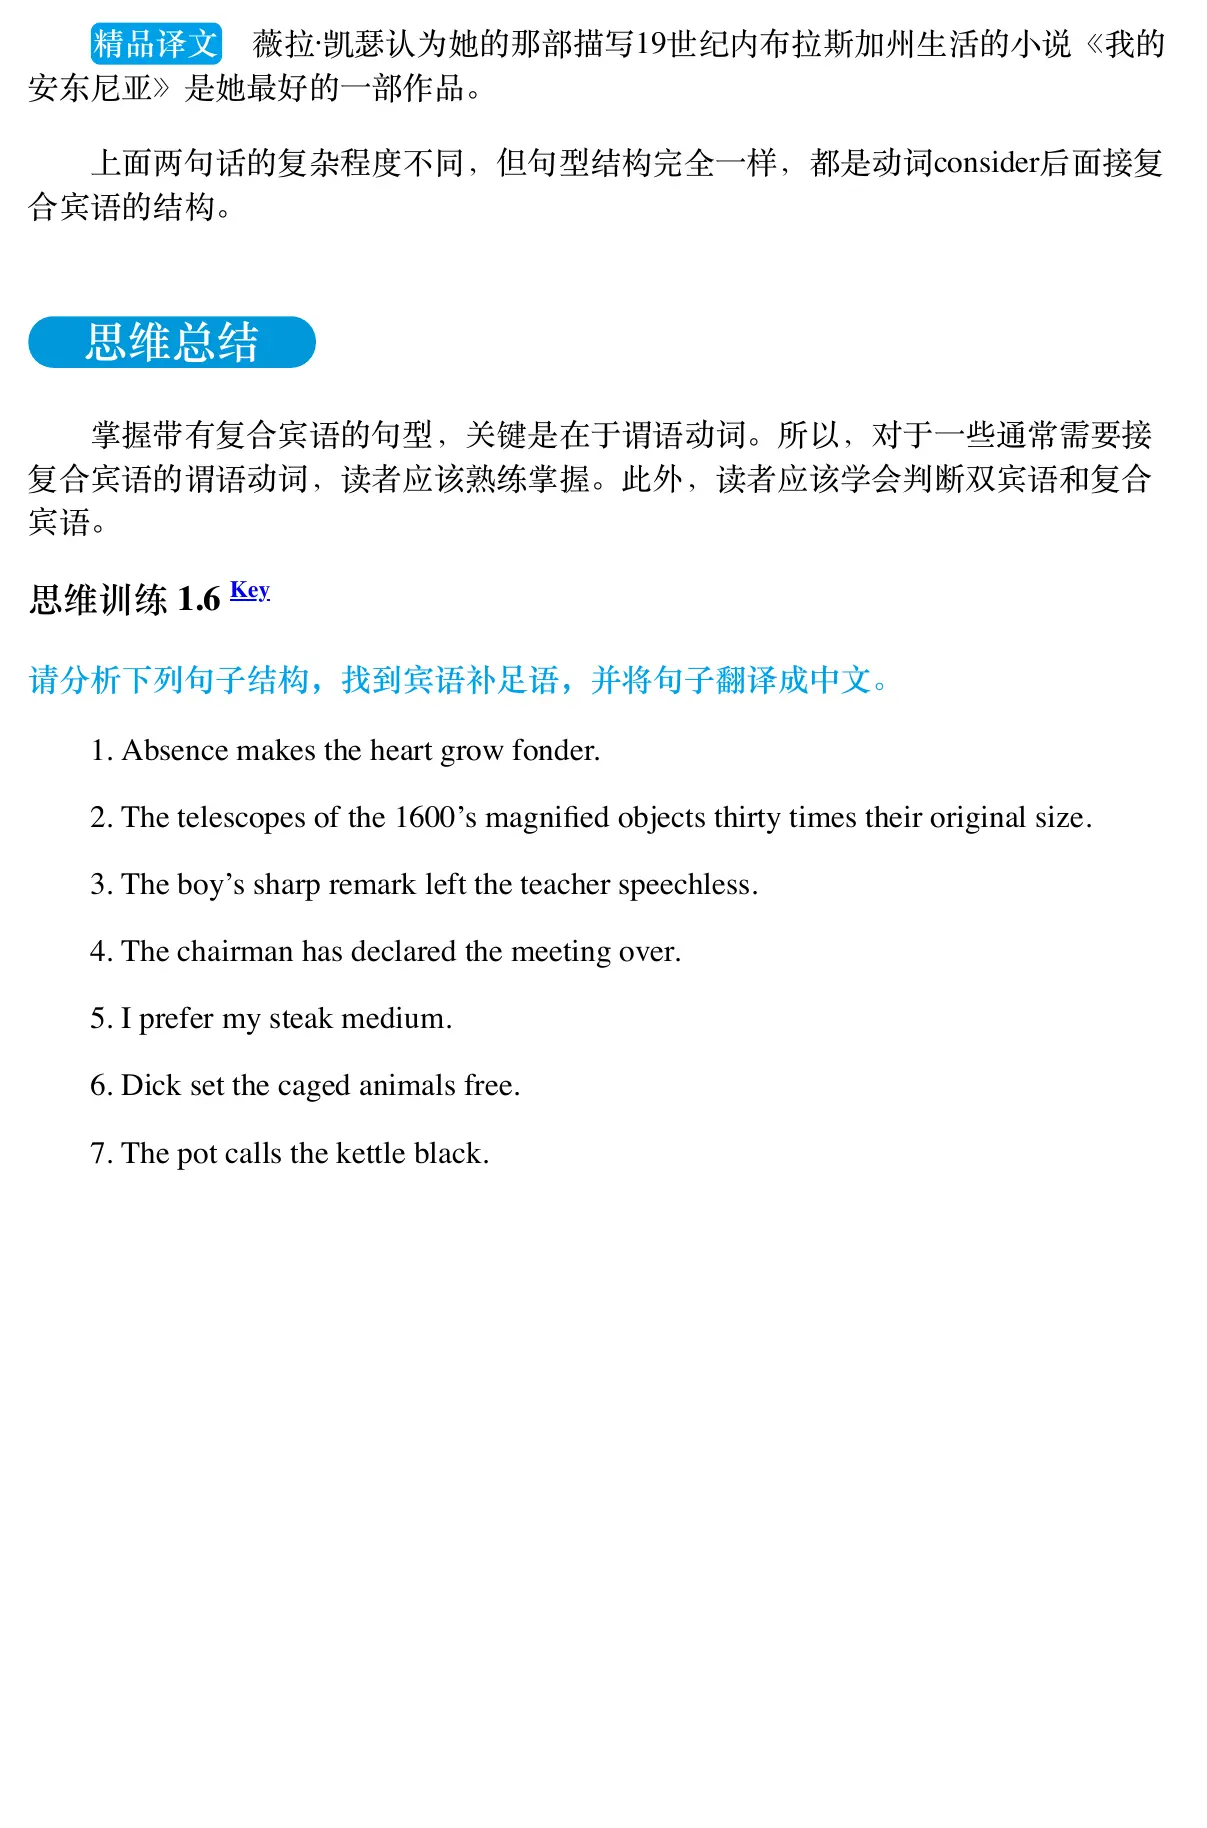 精品译文 薇拉·凯瑟认为她的那部描写19世纪内布拉斯加州生活的小说《我的
安东尼亚》是她最好的一部作品。
上面两句话的复杂程度不同，但句型结构完全一样，都是动词consider后面接复
合宾语的结构。
思维总结
掌握带有复合宾语的句型，关键是在于谓语动词。所以，对于一些通常需要接
复合宾语的谓语动词，读者应该熟练掌握。此外，读者应该学会判断双宾语和复合
宾语。
思维训练 1.6 Key
请分析下列句子结构，找到宾语补足语，并将句子翻译成中文。
1. Absence makes the heart grow fonder.
2. The telescopes of the 1600’s magnified objects thirty times their original size.
3. The boy’s sharp remark left the teacher speechless.
4. The chairman has declared the meeting over.
5. I prefer my steak medium.
6. Dick set the caged animals free.
7. The pot calls the kettle black.